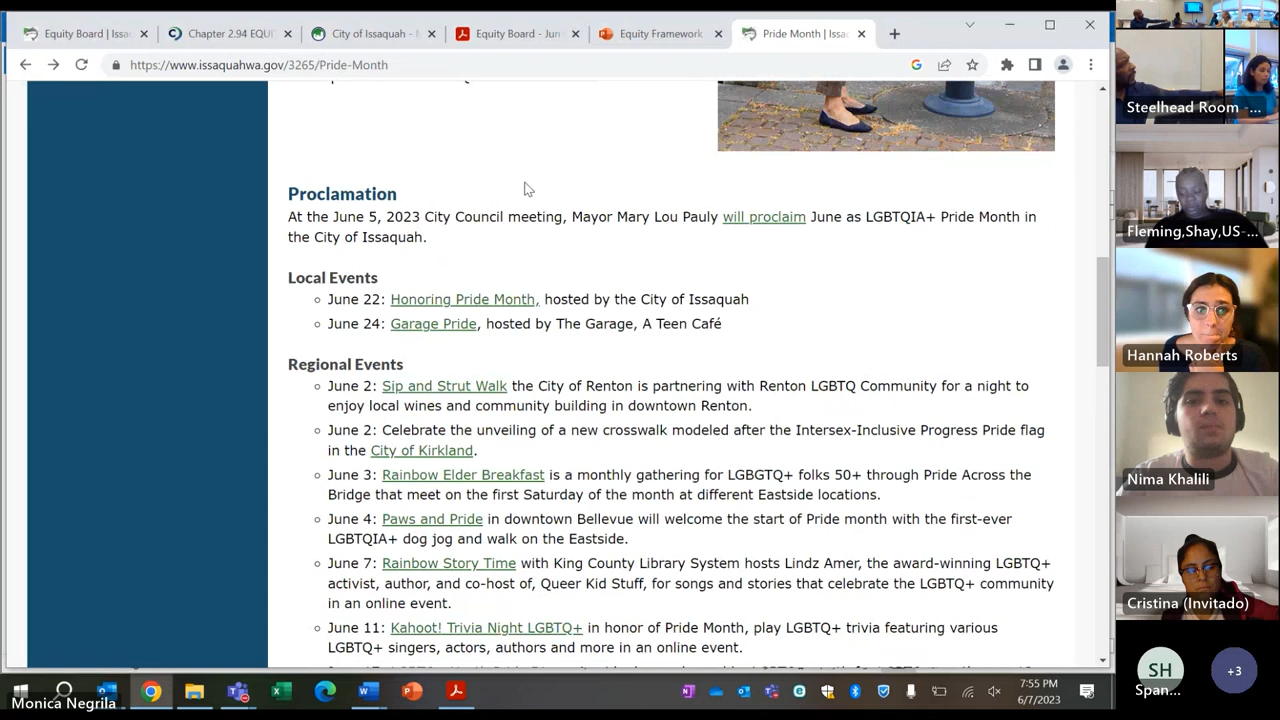 Equity Board | Issa
Chapter 2.94 EQUI
City of Issaquah - M
Equity Board - Jun
Equity Framework
Pride Month | Issa
https://www.issaquahwa.gov/3265/Pride-Month
Proclamation
At the June 5, 2023 City Council meeting, Mayor Mary Lou Pauly will proclaim June as LGBTQIA+ Pride Month in
the City of Issaquah.
Local Events
June 22: Honoring Pride Month, hosted by the City of Issaquah
June 24: Garage Pride, hosted by The Garage, A Teen Café
Regional Events
June 2: Sip and Strut Walk the City of Renton is partnering with Renton LGBTQ Community for a night to
enjoy local wines and community building in downtown Renton.
June 2: Celebrate the unveiling of a new crosswalk modeled after the Intersex-Inclusive Progress Pride flag
in the City of Kirkland.
June 3: Rainbow Elder Breakfast is a monthly gathering for LGBGTQ+ folks 50+ through Pride Across the
Bridge that meet on the first Saturday of the month at different Eastside locations.
June 4: Paws and Pride in downtown Bellevue will welcome the start of Pride month with the first-ever
LGBTQIA+ dog jog and walk on the Eastside.
June 7: Rainbow Story Time with King County Library System hosts Lindz Amer, the award-winning LGBTQ+
activist, author, and co-host of, Queer Kid Stuff, for songs and stories that celebrate the LGBTQ+ community
in an online event.
June 11: Kahoot! Trivia Night LGBTQ+ in honor of Pride Month, play LGBTQ+ trivia featuring various
LGBTQ+ singers, actors, authors and more in an online event.
7:55 PM
6/7/2023
Monica Negrila
Steelhead Room -...
Fleming,Shay,US-...
Hannah Roberts
Nima Khalili
Cristina (Invitado)
SH
Span...
+3